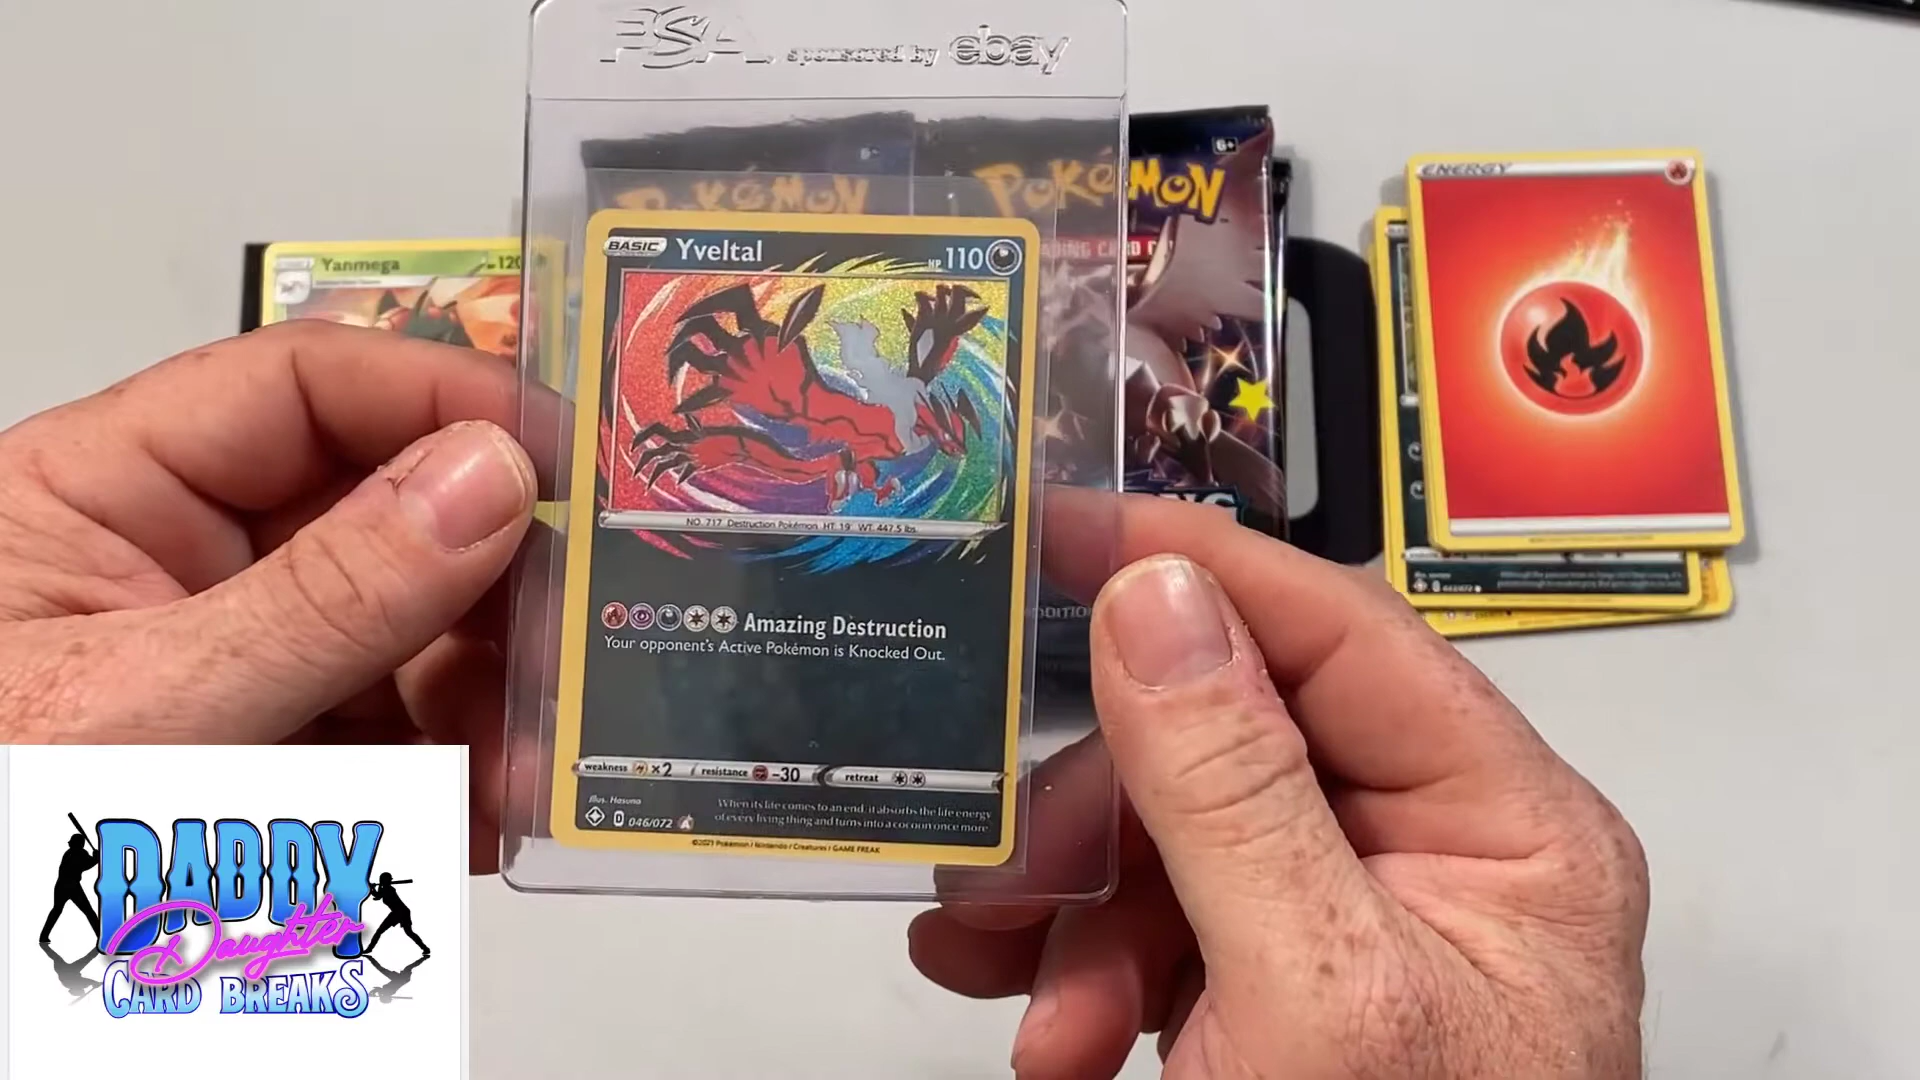 PSA sponsored by ebay
POKéMON
POKéMON
6+
Yanmega
120
BASIC Yveltal HP 110
NO. 717 Destruction Pokémon HT. 19' WT. 447.5 lbs.
Amazing Destruction
Your opponent's Active Pokémon is Knocked Out.
weakness ×2 resistance -30 retreat
Illus. Hasuno
When its life comes to an end, it absorbs the life energy
of every living thing and turns into a cocoon once more
D 046/072 A
©2021 Pokémon / Nintendo / Creatures / GAME FREAK
ENERGY
DADDY
Daughter
CARD BREAKS